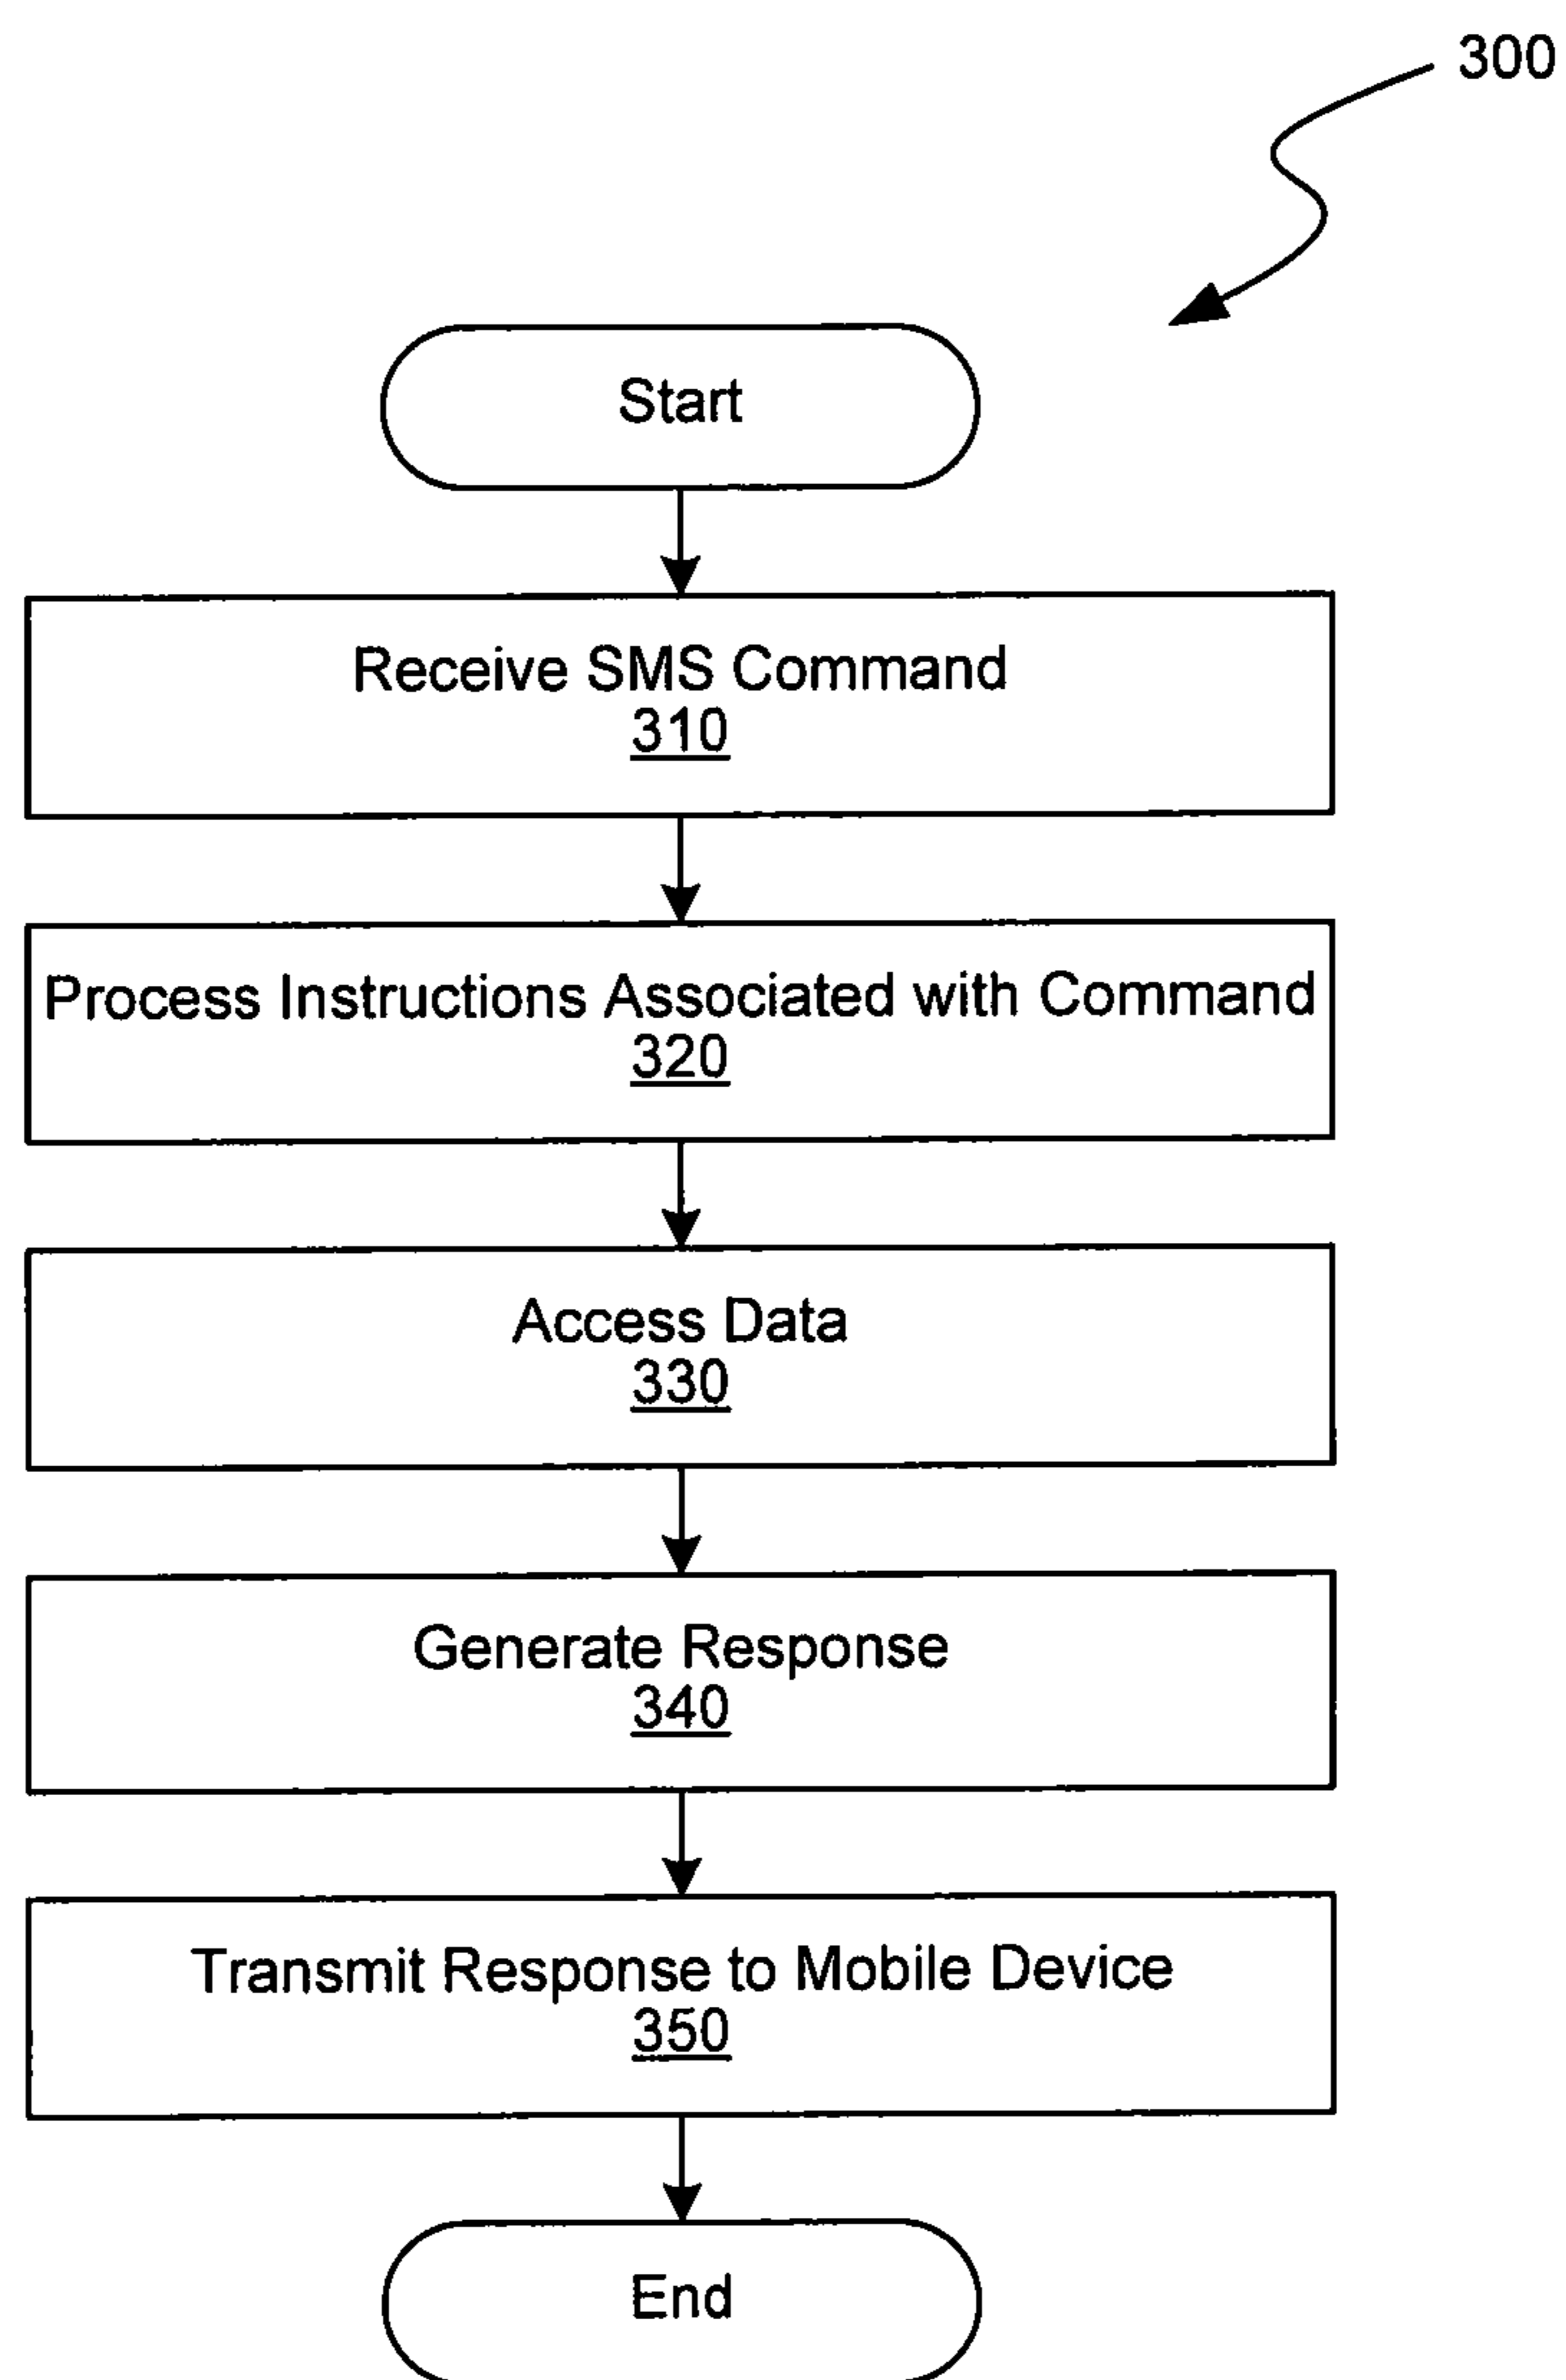 300
Start
Receive SMS Command
310
Process Instructions Associated with Command
320
Access Data
330
Generate Response
340
Transmit Response to Mobile Device
350
End